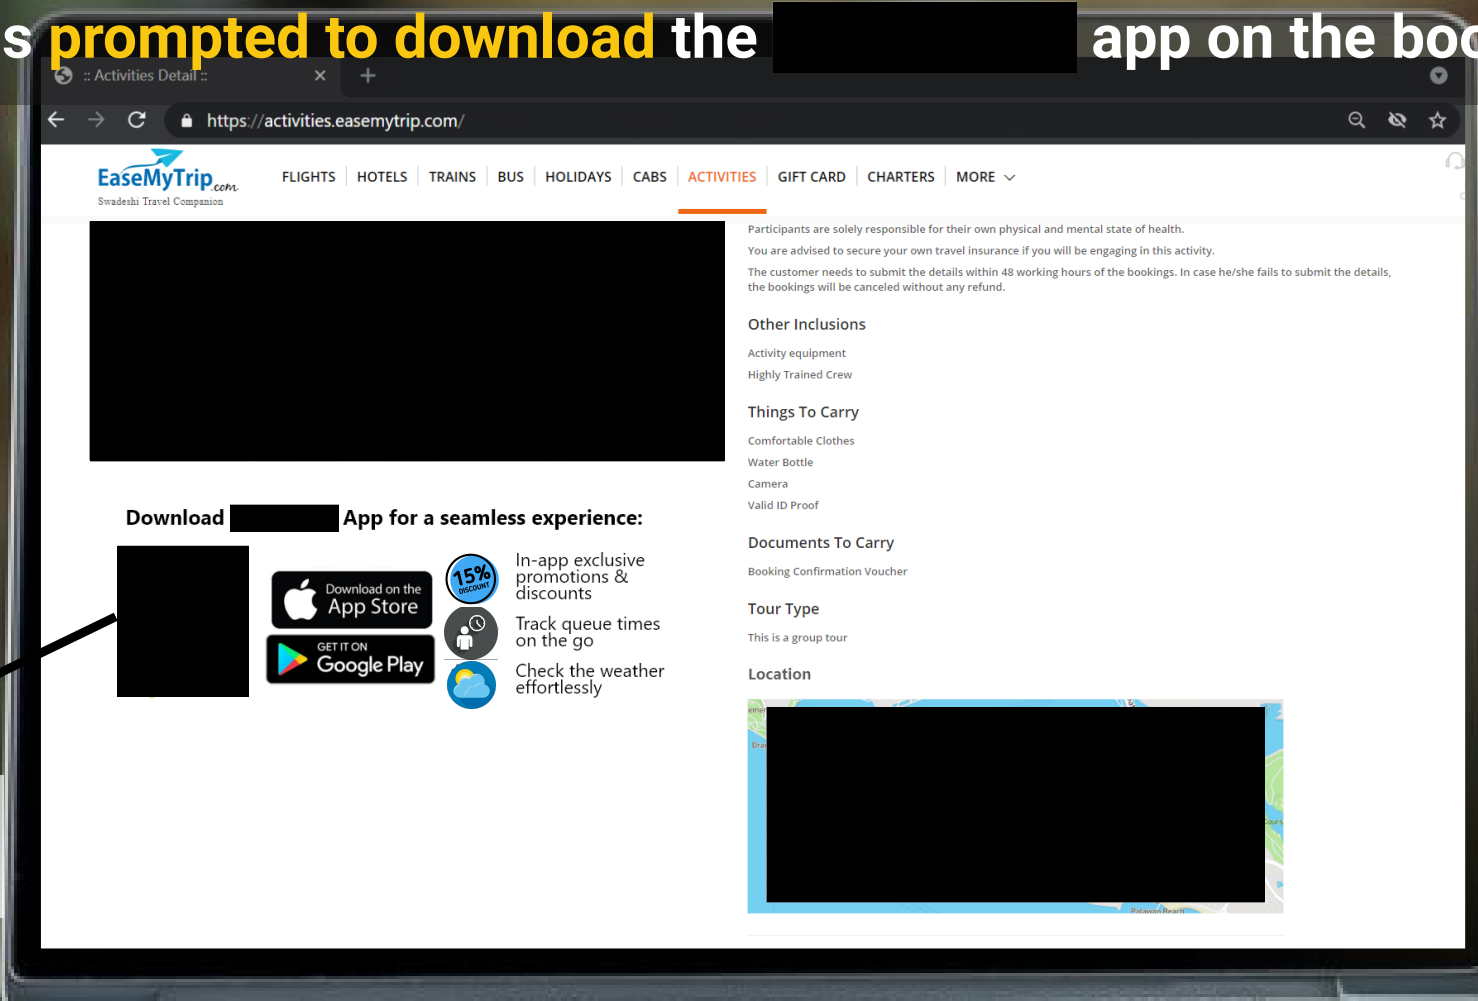 s prompted to download the app on the boo
:: Activities Detail ::
https://activities.easemytrip.com/
EaseMyTrip.com
Swadeshi Travel Companion
FLIGHTS HOTELS TRAINS BUS HOLIDAYS CABS ACTIVITIES GIFT CARD CHARTERS MORE
Participants are solely responsible for their own physical and mental state of health.
You are advised to secure your own travel insurance if you will be engaging in this activity.
The customer needs to submit the details within 48 working hours of the bookings. In case he/she fails to submit the details,
the bookings will be canceled without any refund.
Other Inclusions
Activity equipment
Highly Trained Crew
Things To Carry
Comfortable Clothes
Water Bottle
Camera
Valid ID Proof
Documents To Carry
Booking Confirmation Voucher
Tour Type
This is a group tour
Location
Palawan Beach
Download App for a seamless experience:
Download on the
App Store
GET IT ON
Google Play
15%
DISCOUNT
In-app exclusive
promotions &
discounts
Track queue times
on the go
Check the weather
effortlessly